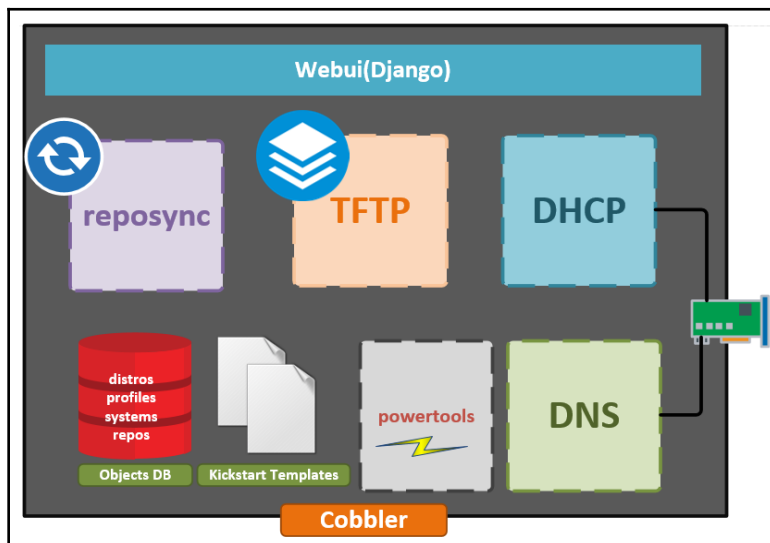 Webui(Django)
reposync
TFTP
DHCP
distros
profiles
systems
repos
powertools
DNS
Objects DB
Kickstart Templates
Cobbler